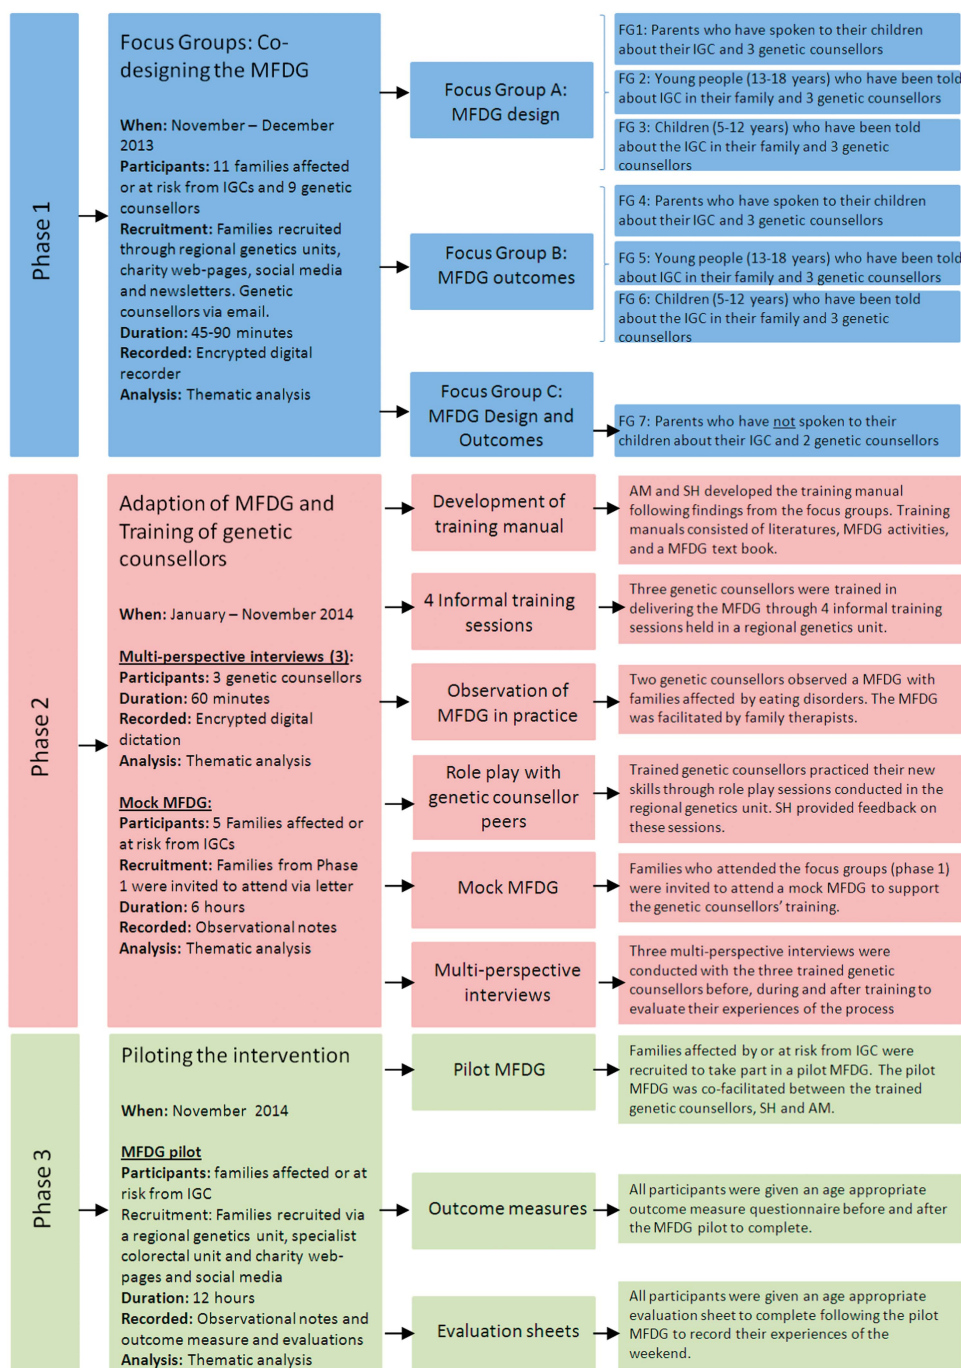 Phase 1
Focus Groups: Co-
designing the MFDG
When: November – December
2013
Participants: 11 families affected
or at risk from IGCs and 9 genetic
counsellors
Recruitment: Families recruited
through regional genetics units,
charity web-pages, social media
and newsletters. Genetic
counsellors via email.
Duration: 45-90 minutes
Recorded: Encrypted digital
recorder
Analysis: Thematic analysis
Focus Group A:
MFDG design
FG1: Parents who have spoken to their children
about their IGC and 3 genetic counsellors
FG 2: Young people (13-18 years) who have been told
about IGC in their family and 3 genetic counsellors
FG 3: Children (5-12 years) who have been told
about the IGC in their family and 3 genetic
counsellors
Focus Group B:
MFDG outcomes
FG 4: Parents who have spoken to their children
about their IGC and 3 genetic counsellors
FG 5: Young people (13-18 years) who have been told
about IGC in their family and 3 genetic counsellors
FG 6: Children (5-12 years) who have been told
about the IGC in their family and 3 genetic
counsellors
Focus Group C:
MFDG Design and
Outcomes
FG 7: Parents who have not spoken to their
children about their IGC and 2 genetic counsellors
Phase 2
Adaption of MFDG and
Training of genetic
counsellors
When: January – November 2014
Multi-perspective interviews (3):
Participants: 3 genetic counsellors
Duration: 60 minutes
Recorded: Encrypted digital
dictation
Analysis: Thematic analysis
Mock MFDG:
Participants: 5 Families affected or
at risk from IGCs
Recruitment: Families from Phase
1 were invited to attend via letter
Duration: 6 hours
Recorded: Observational notes
Analysis: Thematic analysis
Development of
training manual
AM and SH developed the training manual
following findings from the focus groups. Training
manuals consisted of literatures, MFDG activities,
and a MFDG text book.
4 Informal training
sessions
Three genetic counsellors were trained in
delivering the MFDG through 4 informal training
sessions held in a regional genetics unit.
Observation of
MFDG in practice
Two genetic counsellors observed a MFDG with
families affected by eating disorders. The MFDG
was facilitated by family therapists.
Role play with
genetic counsellor
peers
Trained genetic counsellors practiced their new
skills through role play sessions conducted in the
regional genetics unit. SH provided feedback on
these sessions.
Mock MFDG
Families who attended the focus groups (phase 1)
were invited to attend a mock MFDG to support
the genetic counsellors' training.
Multi-perspective
interviews
Three multi-perspective interviews were
conducted with the three trained genetic
counsellors before, during and after training to
evaluate their experiences of the process
Phase 3
Piloting the intervention
When: November 2014
MFDG pilot
Participants: families affected or at
risk from IGC
Recruitment: Families recruited via
a regional genetics unit, specialist
colorectal unit and charity web-
pages and social media
Duration: 12 hours
Recorded: Observational notes and
outcome measure and evaluations
Analysis: Thematic analysis
Pilot MFDG
Families affected by or at risk from IGC were
recruited to take part in a pilot MFDG. The pilot
MFDG was co-facilitated between the trained
genetic counsellors, SH and AM.
Outcome measures
All participants were given an age appropriate
outcome measure questionnaire before and after
the MFDG pilot to complete.
Evaluation sheets
All participants were given an age appropriate
evaluation sheet to complete following the pilot
MFDG to record their experiences of the
weekend.